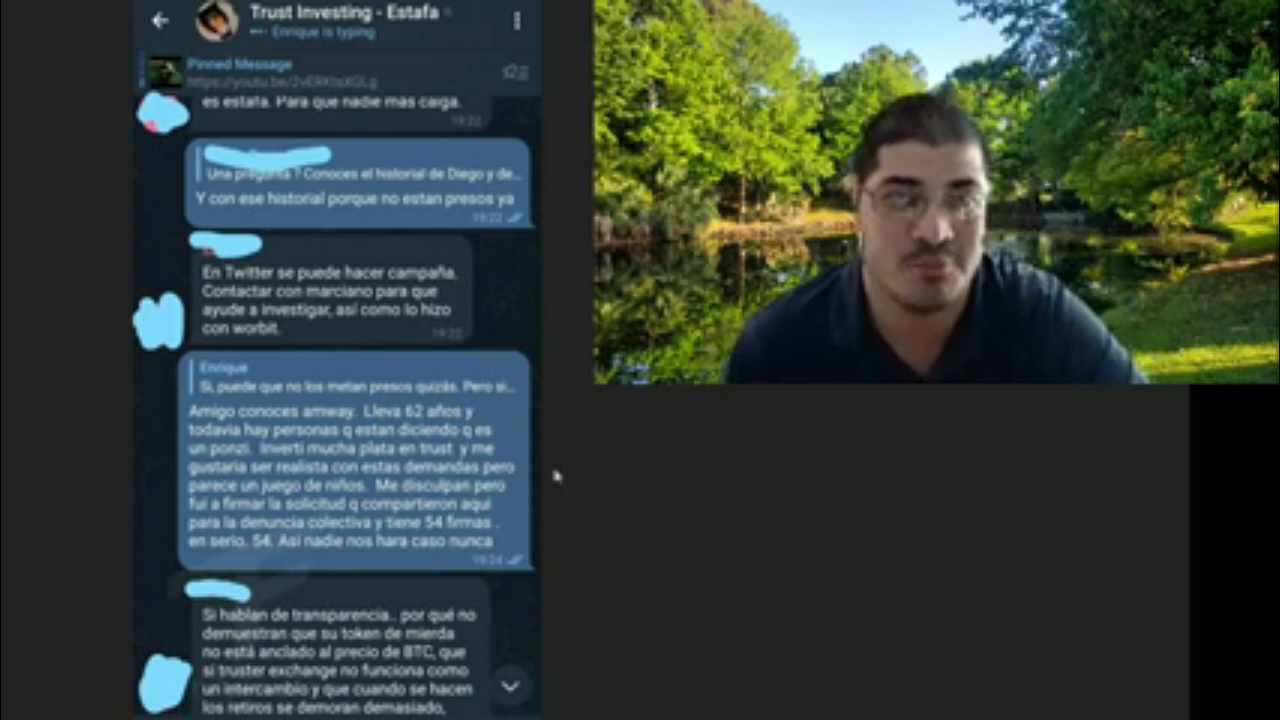 Trust Investing - Estafa
Enrique is typing
Pinned Message
es estafa. Para que nadie mas caiga.
19:22
Una pregunta ? Conoces el historial de Diego y de...
Y con ese historial porque no estan presos ya
19:22
En Twitter se puede hacer campaña.
Contactar con marciano para que
ayude a investigar, así como lo hizo
con worbit.
19:22
Enrique
Si, puede que no los metan presos quizás. Pero si...
Amigo conoces amway. Lleva 62 años y
todavia hay personas q estan diciendo q es
un ponzi. Inverti mucha plata en trust y me
gustaria ser realista con estas demandas pero
parece un juego de niños. Me disculpan pero
fui a firmar la solicitud q compartieron aqui
para la denuncia colectiva y tiene 54 firmas .
en serio. 54. Asi nadie nos hara caso nunca
19:24
Si hablan de transparencia.. por qué no
demuestran que su token de mierda
no está anclado al precio de BTC, que
si truster exchange no funciona como
un intercambio y que cuando se hacen
los retiros se demoran demasiado,